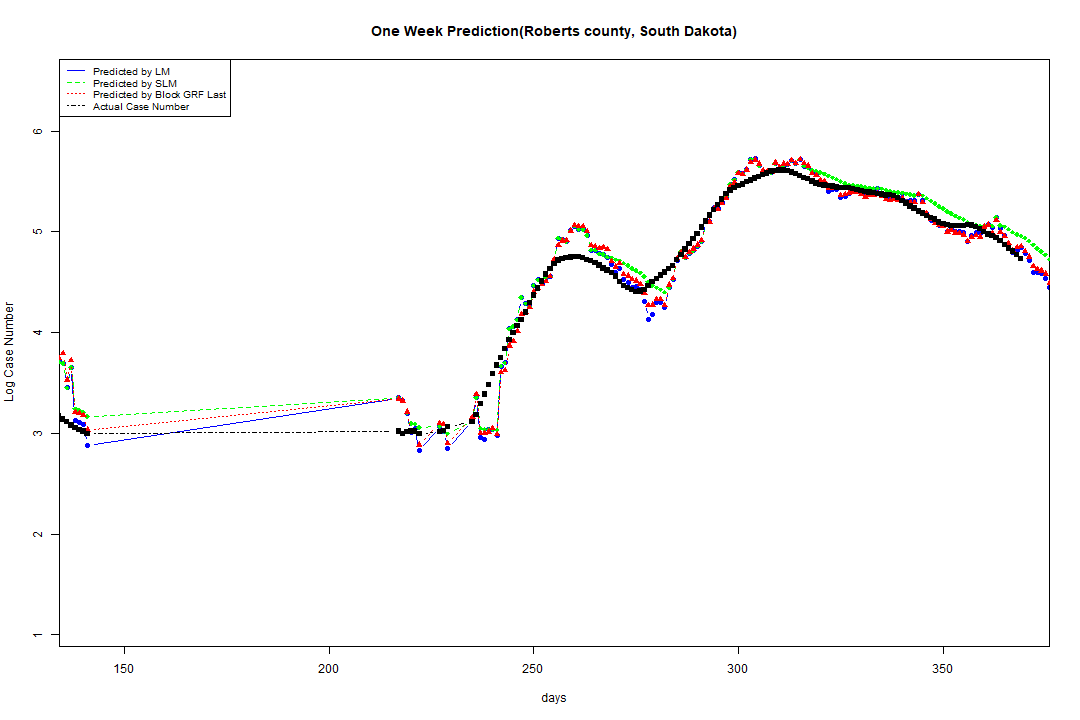 One Week Prediction(Roberts county, South Dakota)
Predicted by LM
Predicted by SLM
Predicted by Block GRF Last
Actual Case Number
6
5
4
3
2
1
Log Case Number
150 200 250 300 350
days